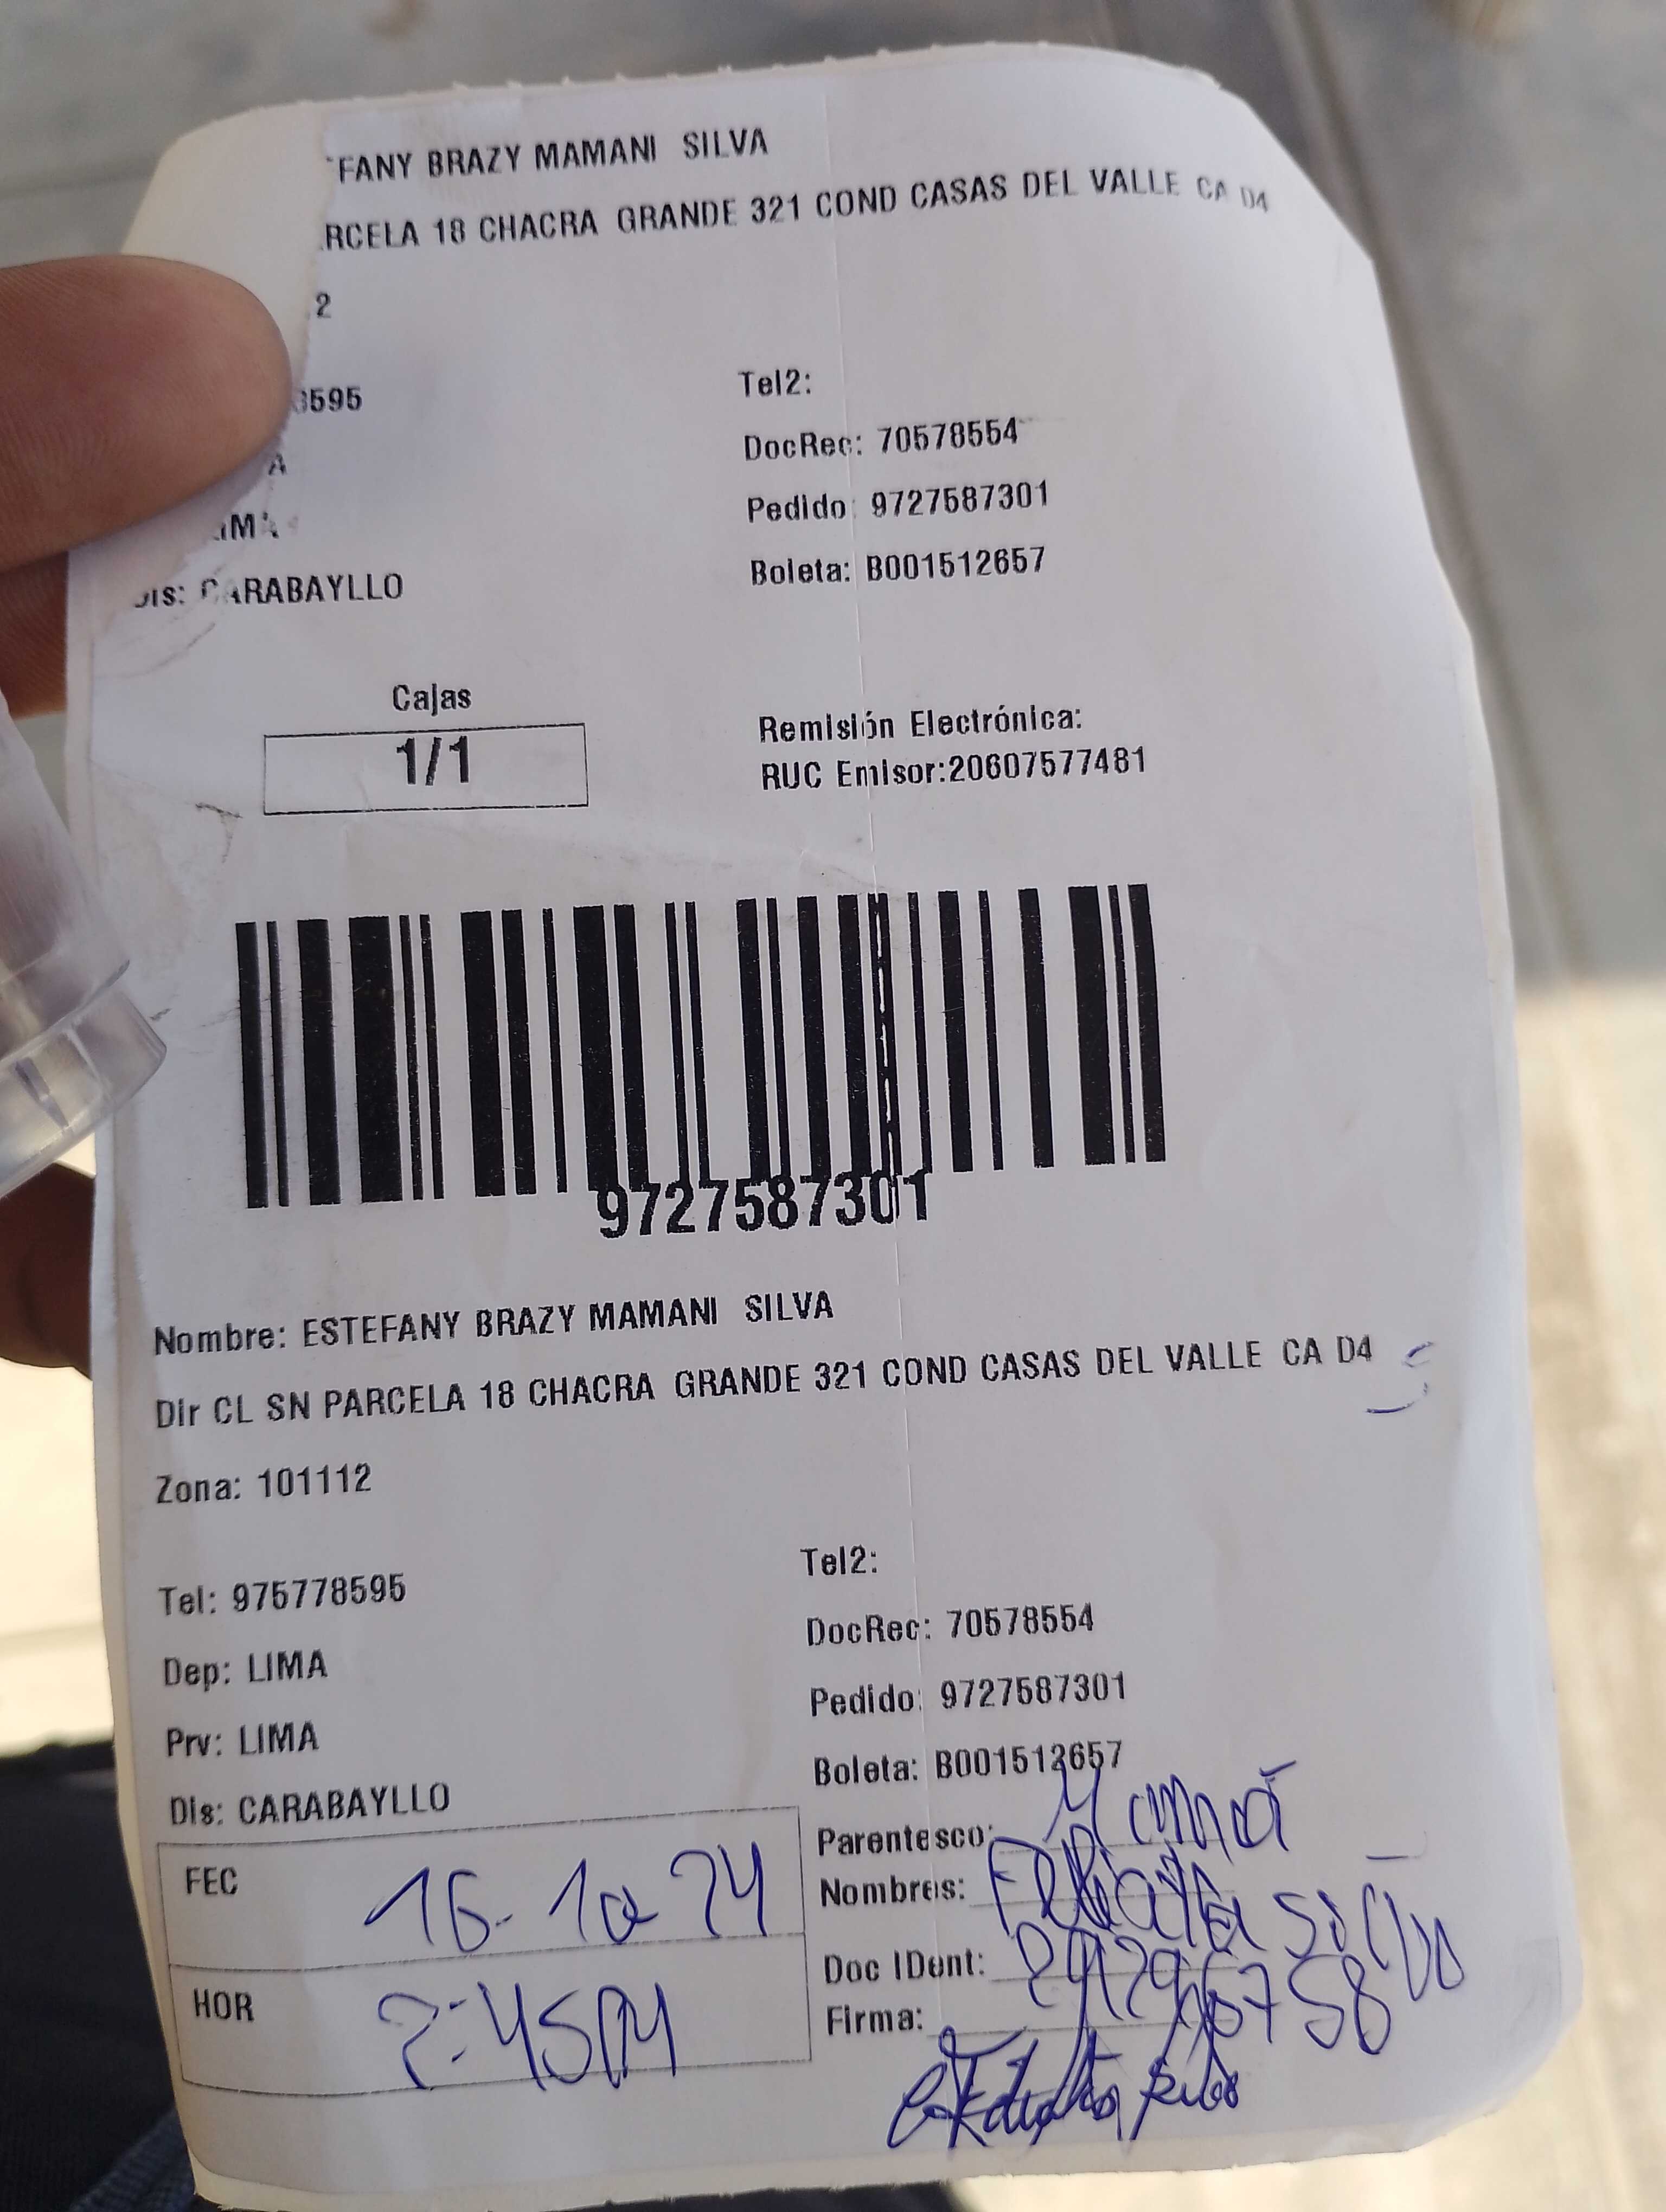 FANY BRAZY MAMANI SILVA
RCELA 18 CHACRA GRANDE 321 COND CASAS DEL VALLE CA D4
2
3595
Tel2:
A
DocRec: 70578554
IMA
Pedido: 9727587301
Dis: CARABAYLLO
Boleta: B001512657
Cajas
1/1
Remisión Electrónica:
RUC Emisor:20607577481
9727587301
Nombre: ESTEFANY BRAZY MAMANI SILVA
Dir CL SN PARCELA 18 CHACRA GRANDE 321 COND CASAS DEL VALLE CA D4
Zona: 101112
Tel: 975778595
Tel2:
Dep: LIMA
DocRec: 70578554
Prv: LIMA
Pedido: 9727587301
Dis: CARABAYLLO
Boleta: B001512657
FEC 16-10-24
Parentesco: Mamá
Nombres: Silva
HOR :45
Doc IDent:
Firma: